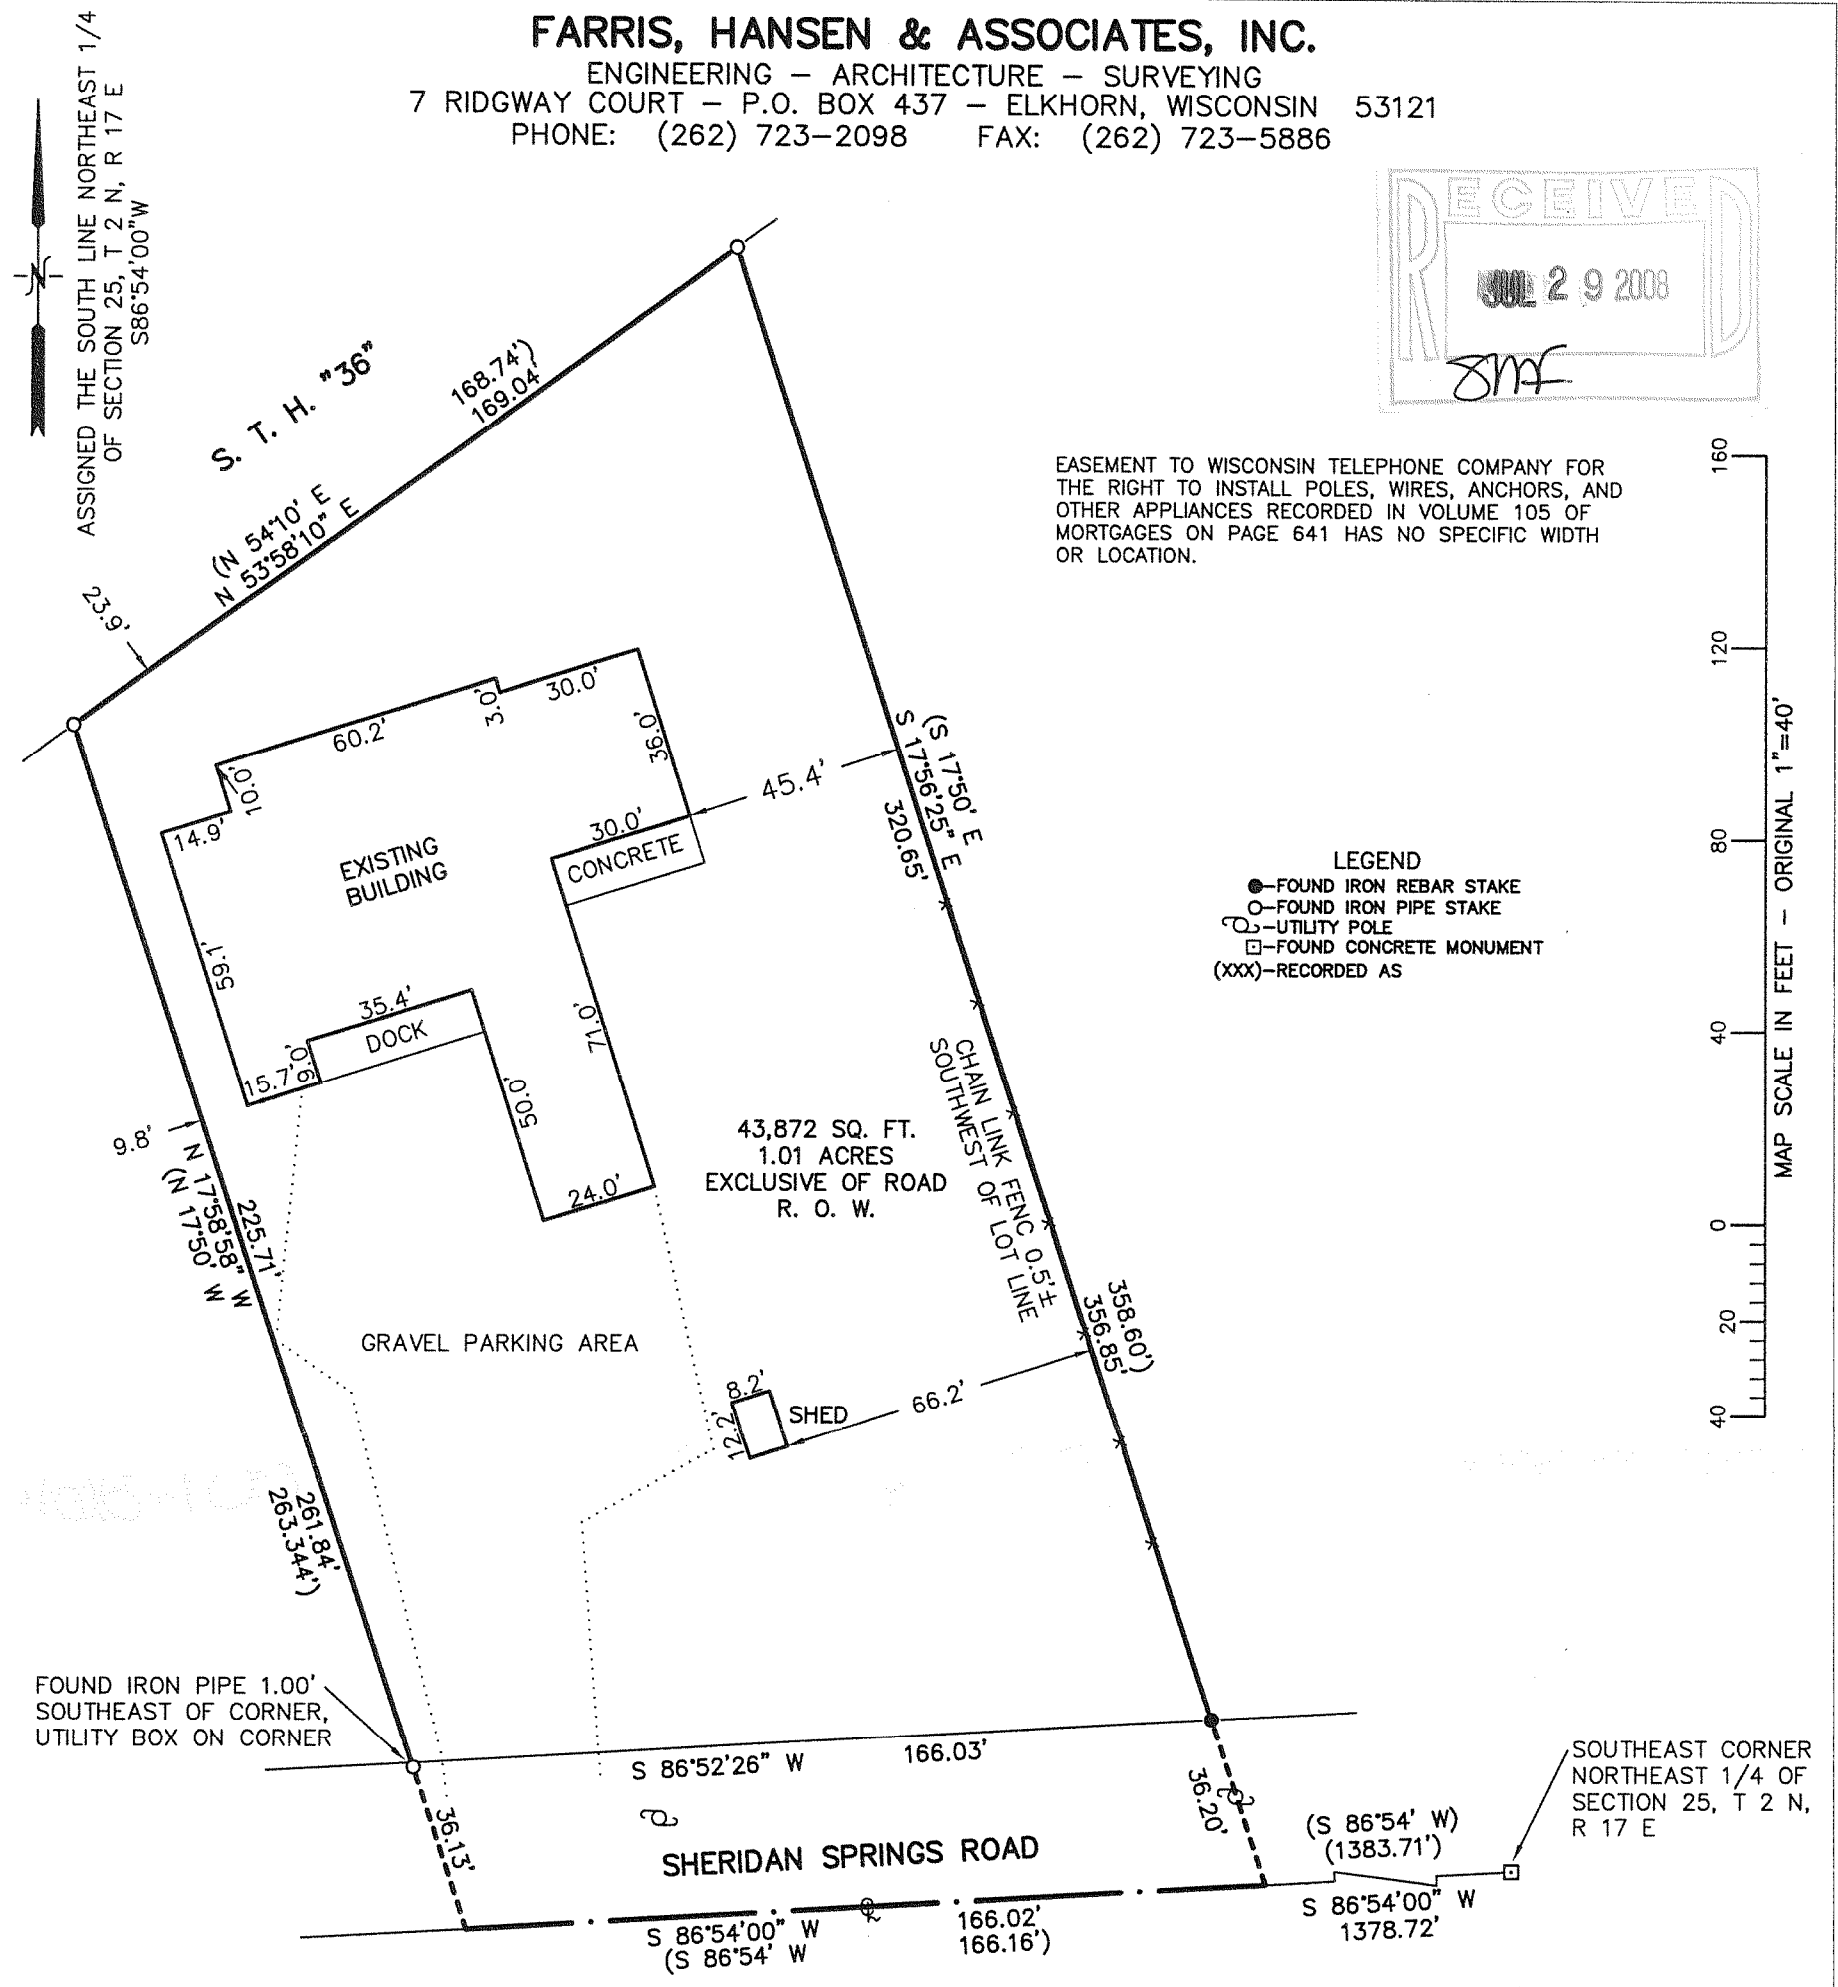 FARRIS, HANSEN & ASSOCIATES, INC.
ENGINEERING – ARCHITECTURE – SURVEYING
7 RIDGWAY COURT – P.O. BOX 437 – ELKHORN, WISCONSIN 53121
PHONE: (262) 723–2098 FAX: (262) 723–5886
ASSIGNED THE SOUTH LINE NORTHEAST 1/4
OF SECTION 25, T 2 N, R 17 E
S86°54'00"W
N
RECEIVED
JUL 29 2008
EASEMENT TO WISCONSIN TELEPHONE COMPANY FOR
THE RIGHT TO INSTALL POLES, WIRES, ANCHORS, AND
OTHER APPLIANCES RECORDED IN VOLUME 105 OF
MORTGAGES ON PAGE 641 HAS NO SPECIFIC WIDTH
OR LOCATION.
S. T. H. "36"
168.74')
169.04'
(N 54°10' E
N 53°58'10" E
23.9'
60.2'
3.0'
30.0'
36.0'
10.0'
14.9'
45.4'
30.0'
CONCRETE
EXISTING
BUILDING
59.1'
35.4'
DOCK
15.7'
9.0'
50.0'
71.0'
24.0'
9.8'
(S 17°50' E
S 17°56'25" E
320.65'
LEGEND
–FOUND IRON REBAR STAKE
–FOUND IRON PIPE STAKE
–UTILITY POLE
–FOUND CONCRETE MONUMENT
(XXX)–RECORDED AS
160
120
80
40
0
20
40
MAP SCALE IN FEET – ORIGINAL 1"=40'
CHAIN LINK FENC 0.5'±
SOUTHWEST OF LOT LINE
43,872 SQ. FT.
1.01 ACRES
EXCLUSIVE OF ROAD
R. O. W.
225.71'
N 17°58'58" W
(N 17°50' W
GRAVEL PARKING AREA
358.60')
356.85'
8.2'
12.2'
SHED
66.2'
261.84'
263.344')
FOUND IRON PIPE 1.00'
SOUTHEAST OF CORNER,
UTILITY BOX ON CORNER
S 86°52'26" W 166.03'
36.13'
36.20'
SHERIDAN SPRINGS ROAD
S 86°54'00" W 166.02'
(S 86°54' W 166.16')
(S 86°54' W)
(1383.71')
S 86°54'00" W
1378.72'
SOUTHEAST CORNER
NORTHEAST 1/4 OF
SECTION 25, T 2 N,
R 17 E